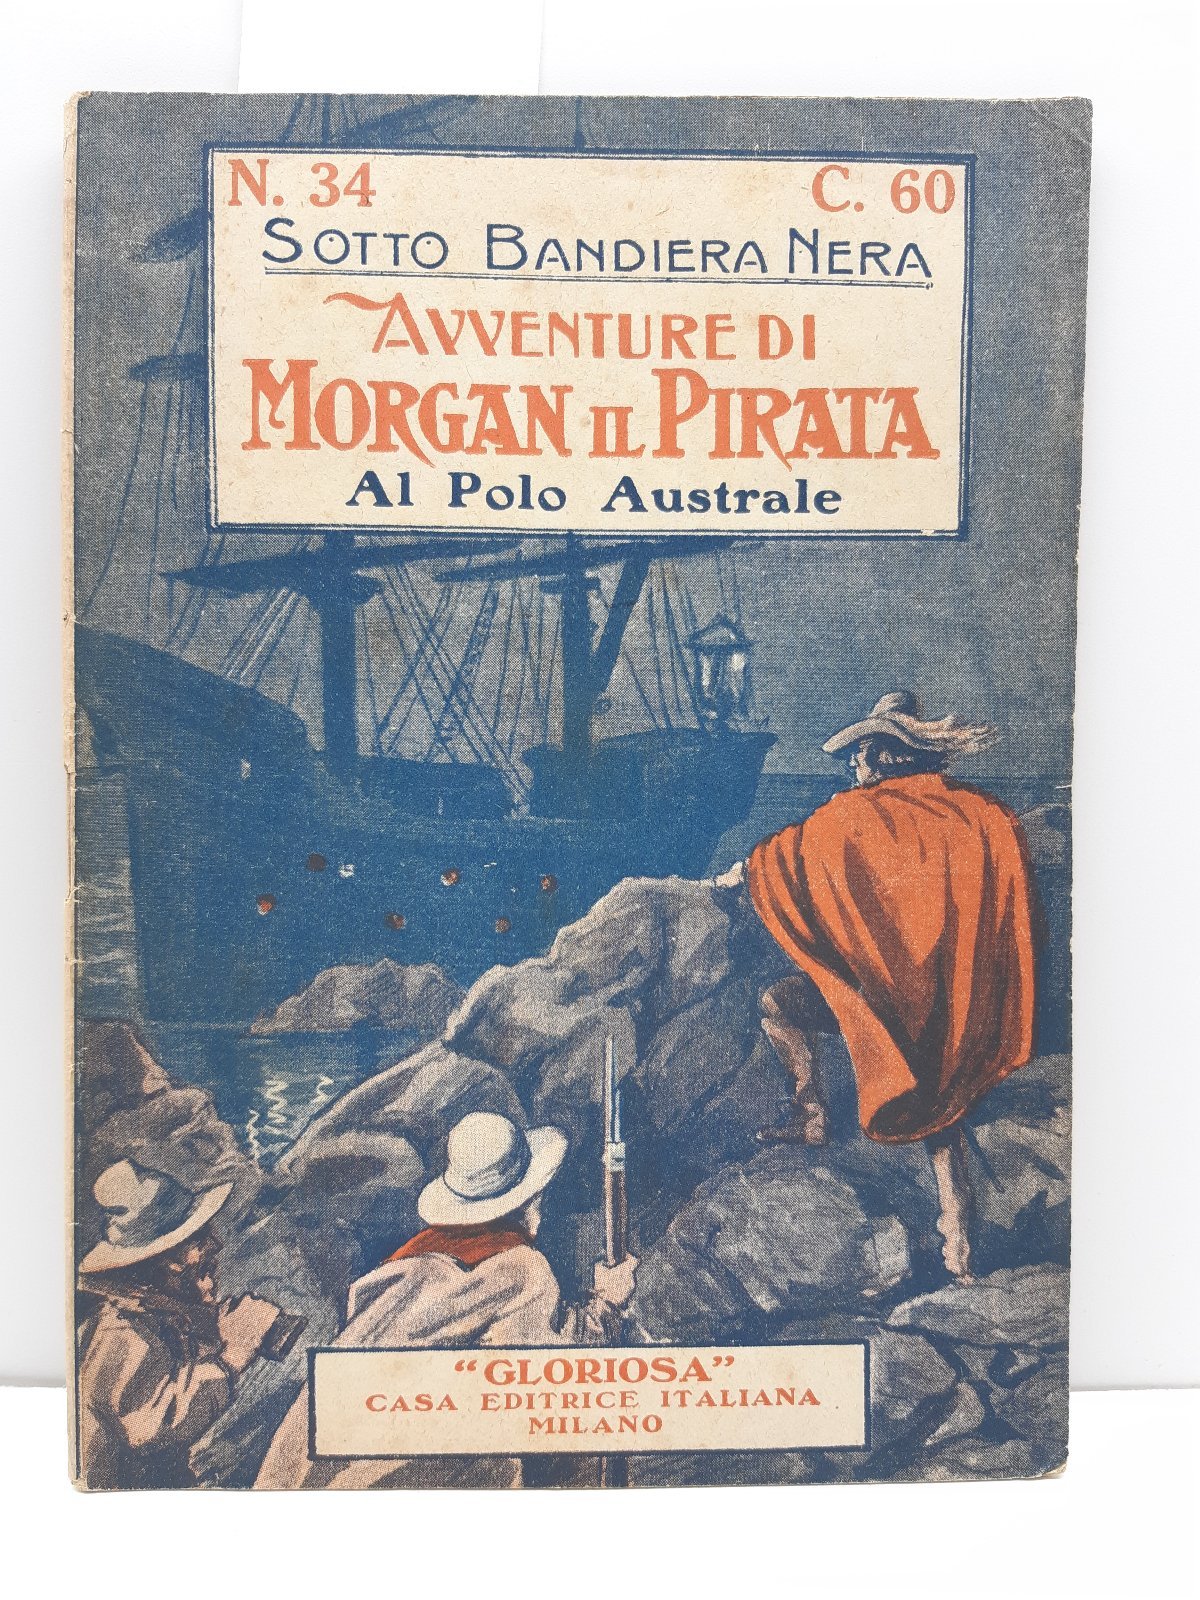 N. 34 C. 60
SOTTO BANDIERA NERA
AVVENTURE DI
MORGAN IL PIRATA
Al Polo Australe
"GLORIOSA"
CASA EDITRICE ITALIANA
MILANO